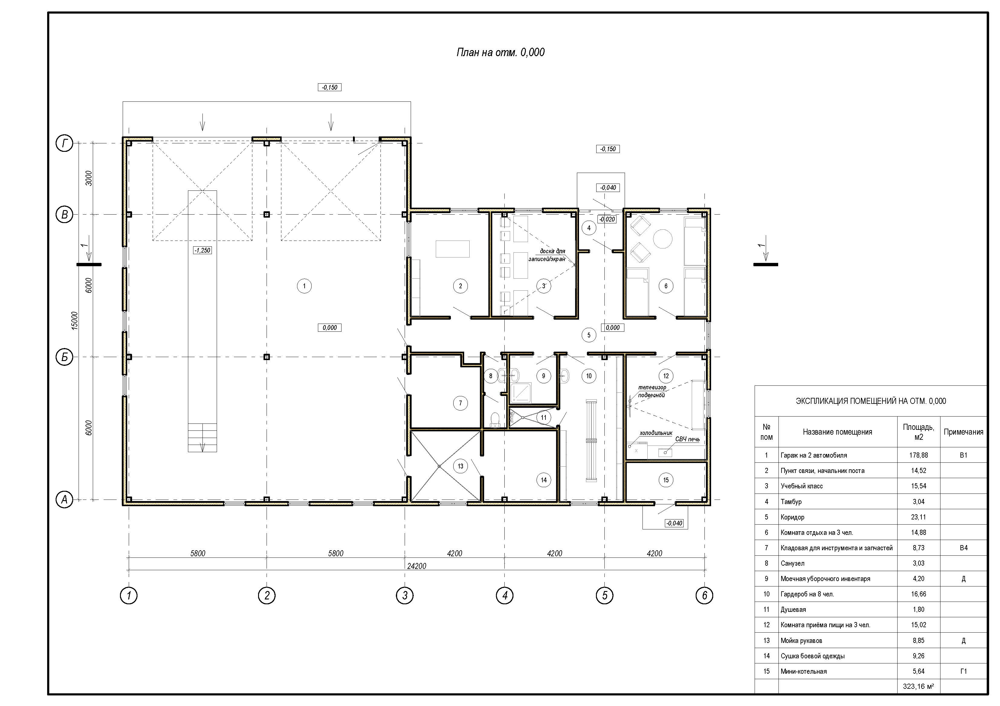 План на отм. 0,000
-0,150
Г
-0,150
3000
-0,040
В
-0,020
4
1
1
-1,250
доска для
записей/экран
6000
1
2
3
6
15000
0,000
0,000
5
Б
8
9
10
12
телевизор
подвесной
7
11
6000
холодильник
СВЧ печь
13
14
15
А
-0,040
5800
5800
4200
4200
4200
24200
1
2
3
4
5
6
ЭКСПЛИКАЦИЯ ПОМЕЩЕНИЙ НА ОТМ. 0,000
№ пом Название помещения Площадь, м2 Примечания
1 Гараж на 2 автомобиля 178,88 В1
2 Пункт связи, начальник поста 14,52
3 Учебный класс 15,54
4 Тамбур 3,04
5 Коридор 23,11
6 Комната отдыха на 3 чел. 14,88
7 Кладовая для инструмента и запчастей 8,73 В4
8 Санузел 3,03
9 Моечная уборочного инвентаря 4,20 Д
10 Гардероб на 8 чел. 16,66
11 Душевая 1,80
12 Комната приёма пищи на 3 чел. 15,02
13 Мойка рукавов 8,85 Д
14 Сушка боевой одежды 9,26
15 Мини-котельная 5,64 Г1
323,16 м²